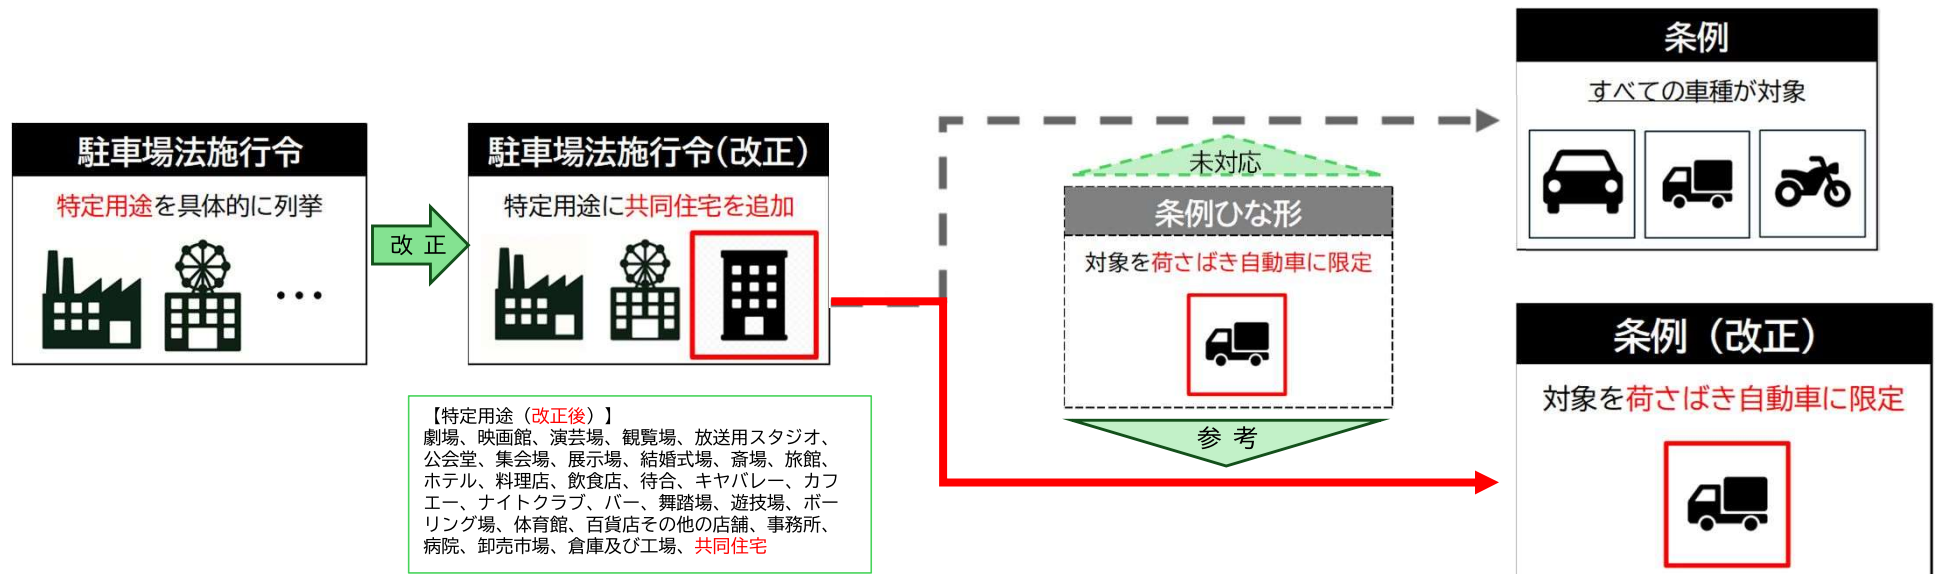 駐車場法施行令
特定用途を具体的に列挙
・・・
改 正
駐車場法施行令(改正)
特定用途に共同住宅を追加
【特定用途（改正後）】
劇場、映画館、演芸場、観覧場、放送用スタジオ、
公会堂、集会場、展示場、結婚式場、斎場、旅館、
ホテル、料理店、飲食店、待合、キヤバレー、カフ
エー、ナイトクラブ、バー、舞踏場、遊技場、ボー
リング場、体育館、百貨店その他の店舗、事務所、
病院、卸売市場、倉庫及び工場、共同住宅
未対応
条例ひな形
対象を荷さばき自動車に限定
参 考
条例
すべての車種が対象
条例（改正）
対象を荷さばき自動車に限定